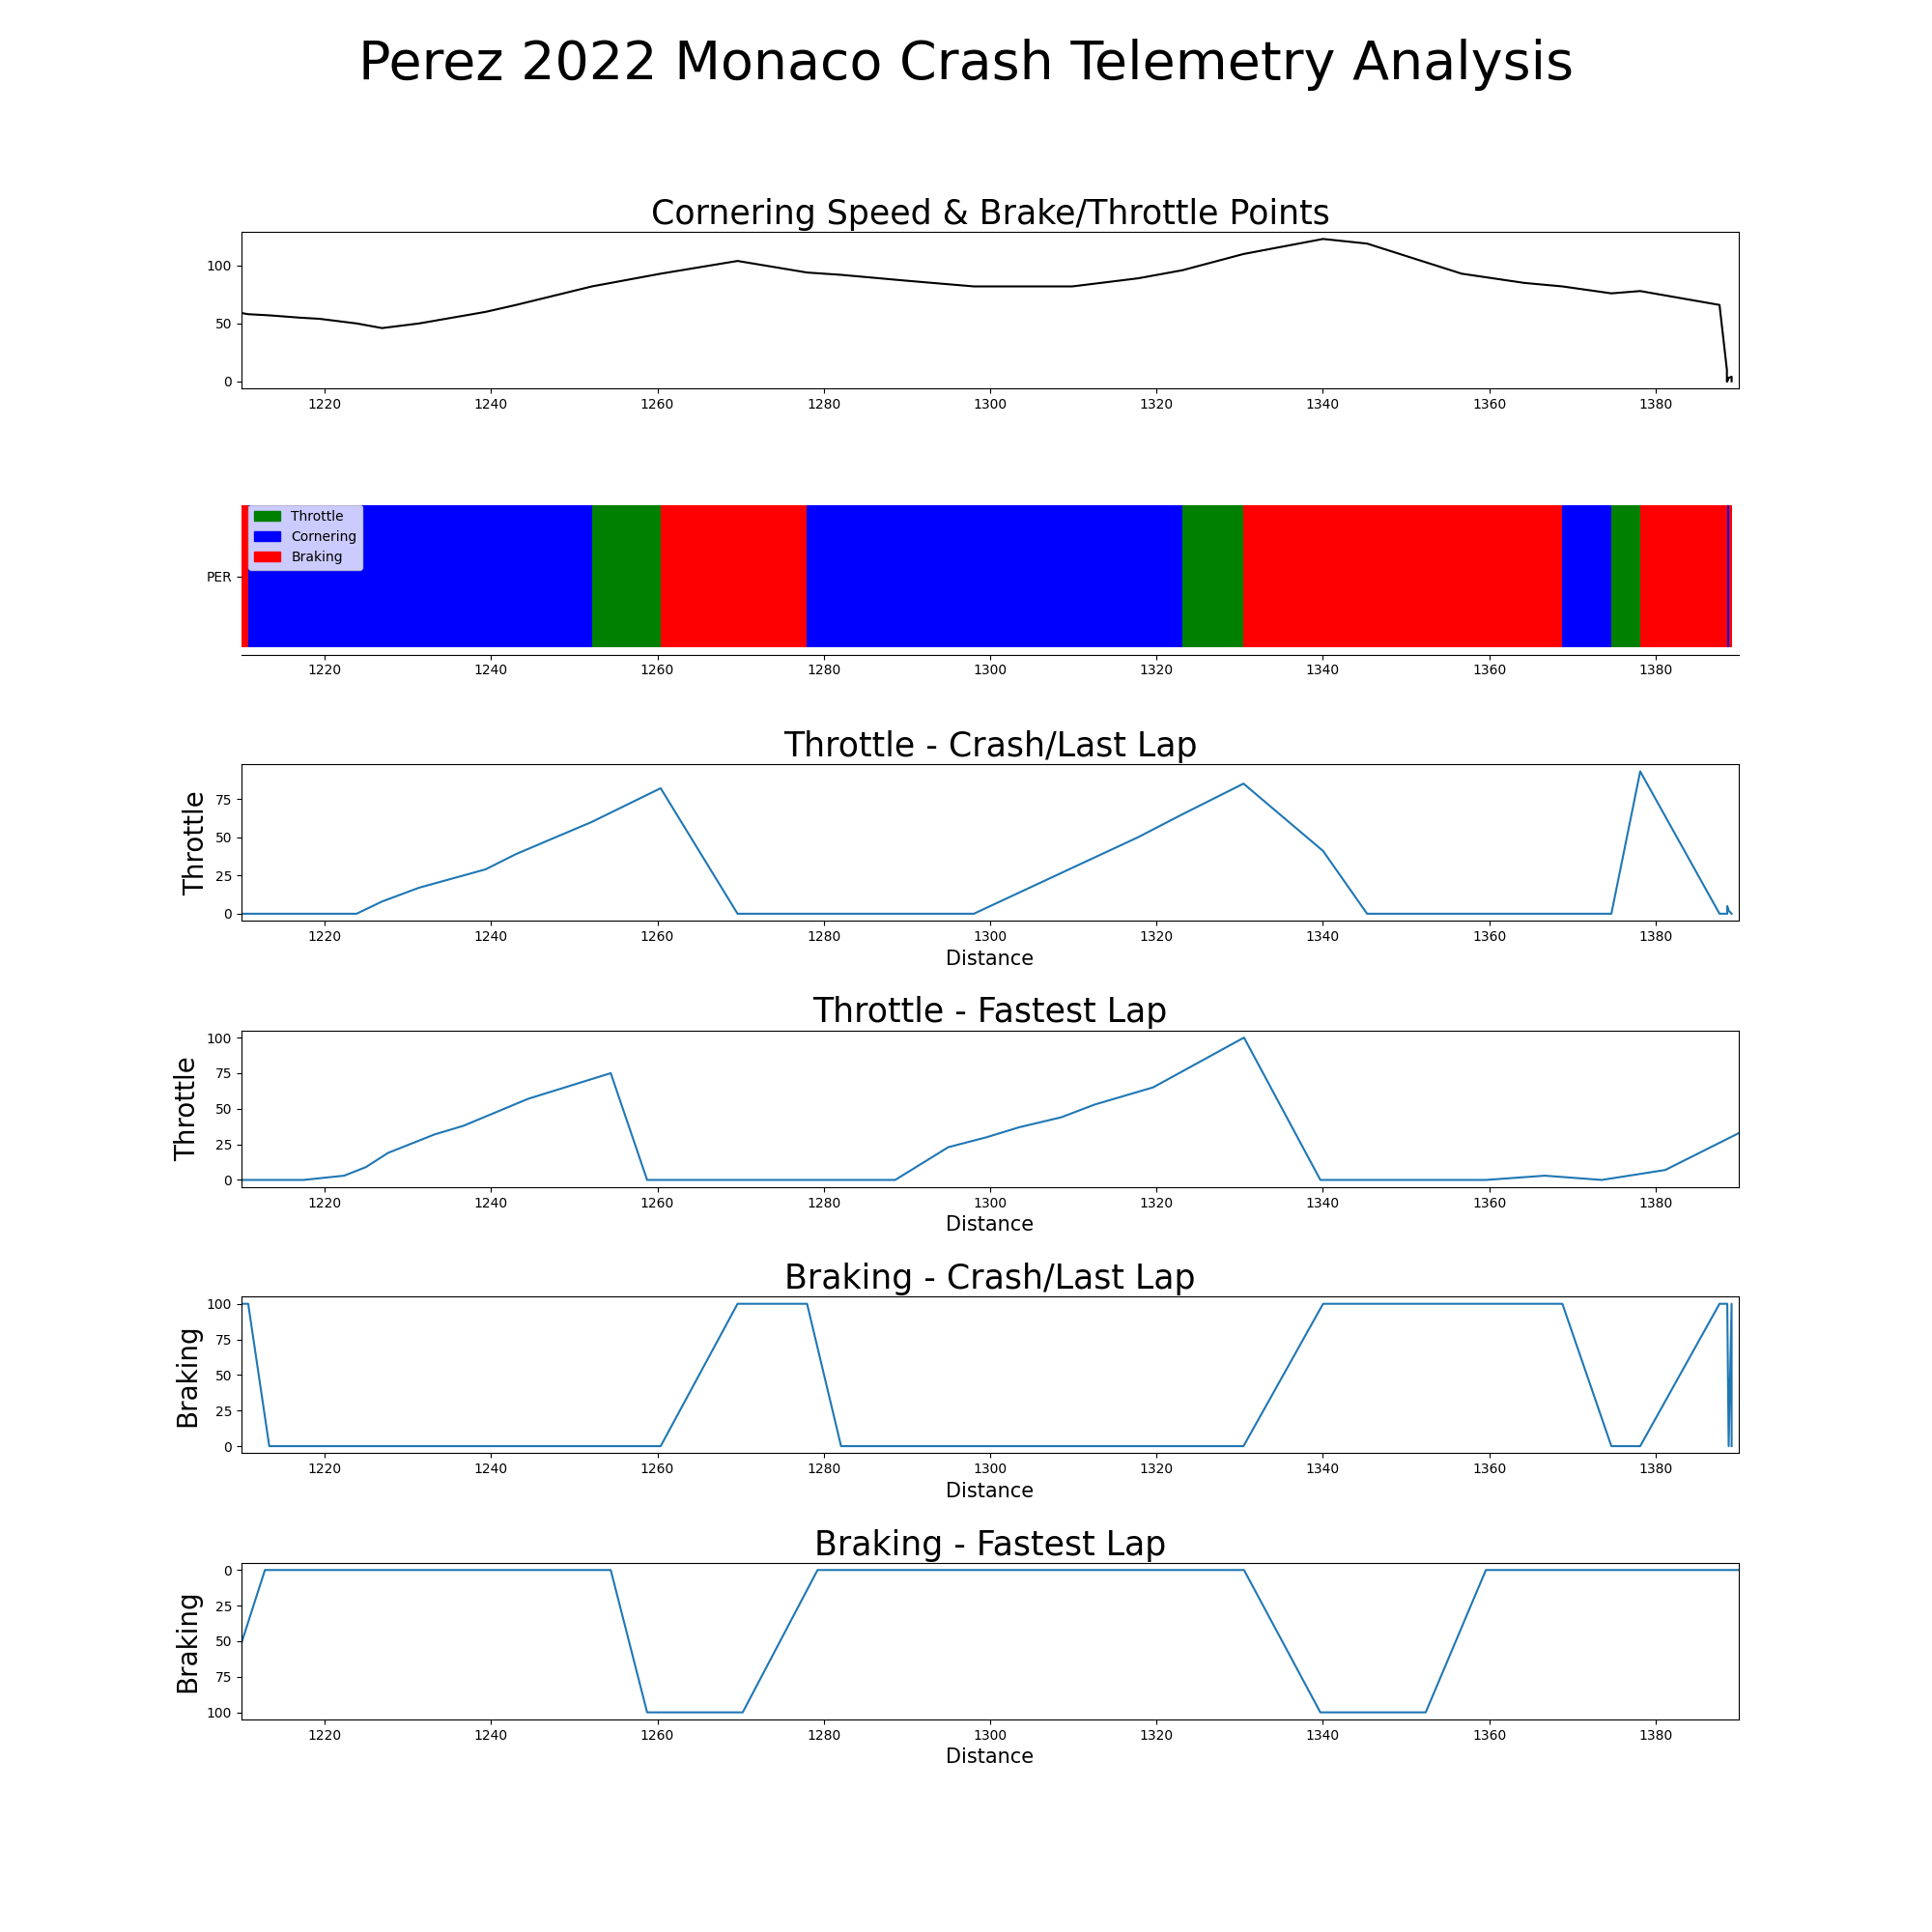 Perez 2022 Monaco Crash Telemetry Analysis
Cornering Speed & Brake/Throttle Points
100
50
0
1220 1240 1260 1280 1300 1320 1340 1360 1380
Throttle
Cornering
Braking
PER
1220 1240 1260 1280 1300 1320 1340 1360 1380
Throttle - Crash/Last Lap
Throttle
75
50
25
0
1220 1240 1260 1280 1300 1320 1340 1360 1380
Distance
Throttle - Fastest Lap
Throttle
100
75
50
25
0
1220 1240 1260 1280 1300 1320 1340 1360 1380
Distance
Braking - Crash/Last Lap
Braking
100
75
50
25
0
1220 1240 1260 1280 1300 1320 1340 1360 1380
Distance
Braking - Fastest Lap
Braking
0
25
50
75
100
1220 1240 1260 1280 1300 1320 1340 1360 1380
Distance